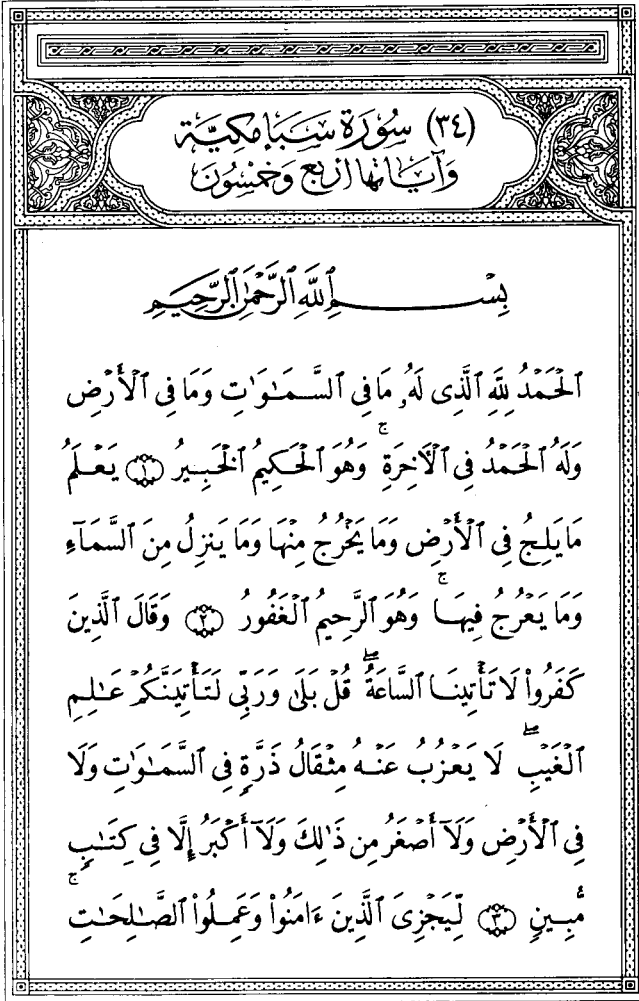 (٣٤) سُورَةُ سَبَإٍ مَكِيَّة
وَآيَاتُهَا أَرْبَعٌ وَخَمْسُونَ
بِسْمِ ٱللَّهِ ٱلرَّحْمَٰنِ ٱلرَّحِيمِ
ٱلْحَمْدُ لِلَّهِ ٱلَّذِى لَهُۥ مَا فِى ٱلسَّمَٰوَٰتِ وَمَا فِى ٱلْأَرْضِ
وَلَهُ ٱلْحَمْدُ فِى ٱلْأَخِرَةِ ۚ وَهُوَ ٱلْحَكِيمُ ٱلْخَبِيرُ ﴿١﴾ يَعْلَمُ
مَا يَلِجُ فِى ٱلْأَرْضِ وَمَا يَخْرُجُ مِنْهَا وَمَا يَنزِلُ مِنَ ٱلسَّمَآءِ
وَمَا يَعْرُجُ فِيهَا ۚ وَهُوَ ٱلرَّحِيمُ ٱلْغَفُورُ ﴿٢﴾ وَقَالَ ٱلَّذِينَ
كَفَرُوا۟ لَا تَأْتِينَا ٱلسَّاعَةُ ۖ قُلْ بَلَىٰ وَرَبِّى لَتَأْتِيَنَّكُمْ عَٰلِمِ
ٱلْغَيْبِ ۖ لَا يَعْزُبُ عَنْهُ مِثْقَالُ ذَرَّةٍ فِى ٱلسَّمَٰوَٰتِ وَلَا
فِى ٱلْأَرْضِ وَلَآ أَصْغَرُ مِن ذَٰلِكَ وَلَآ أَكْبَرُ إِلَّا فِى كِتَٰبٍ
مُّبِينٍ ﴿٣﴾ لِّيَجْزِىَ ٱلَّذِينَ ءَامَنُوا۟ وَعَمِلُوا۟ ٱلصَّٰلِحَٰتِ ۚ